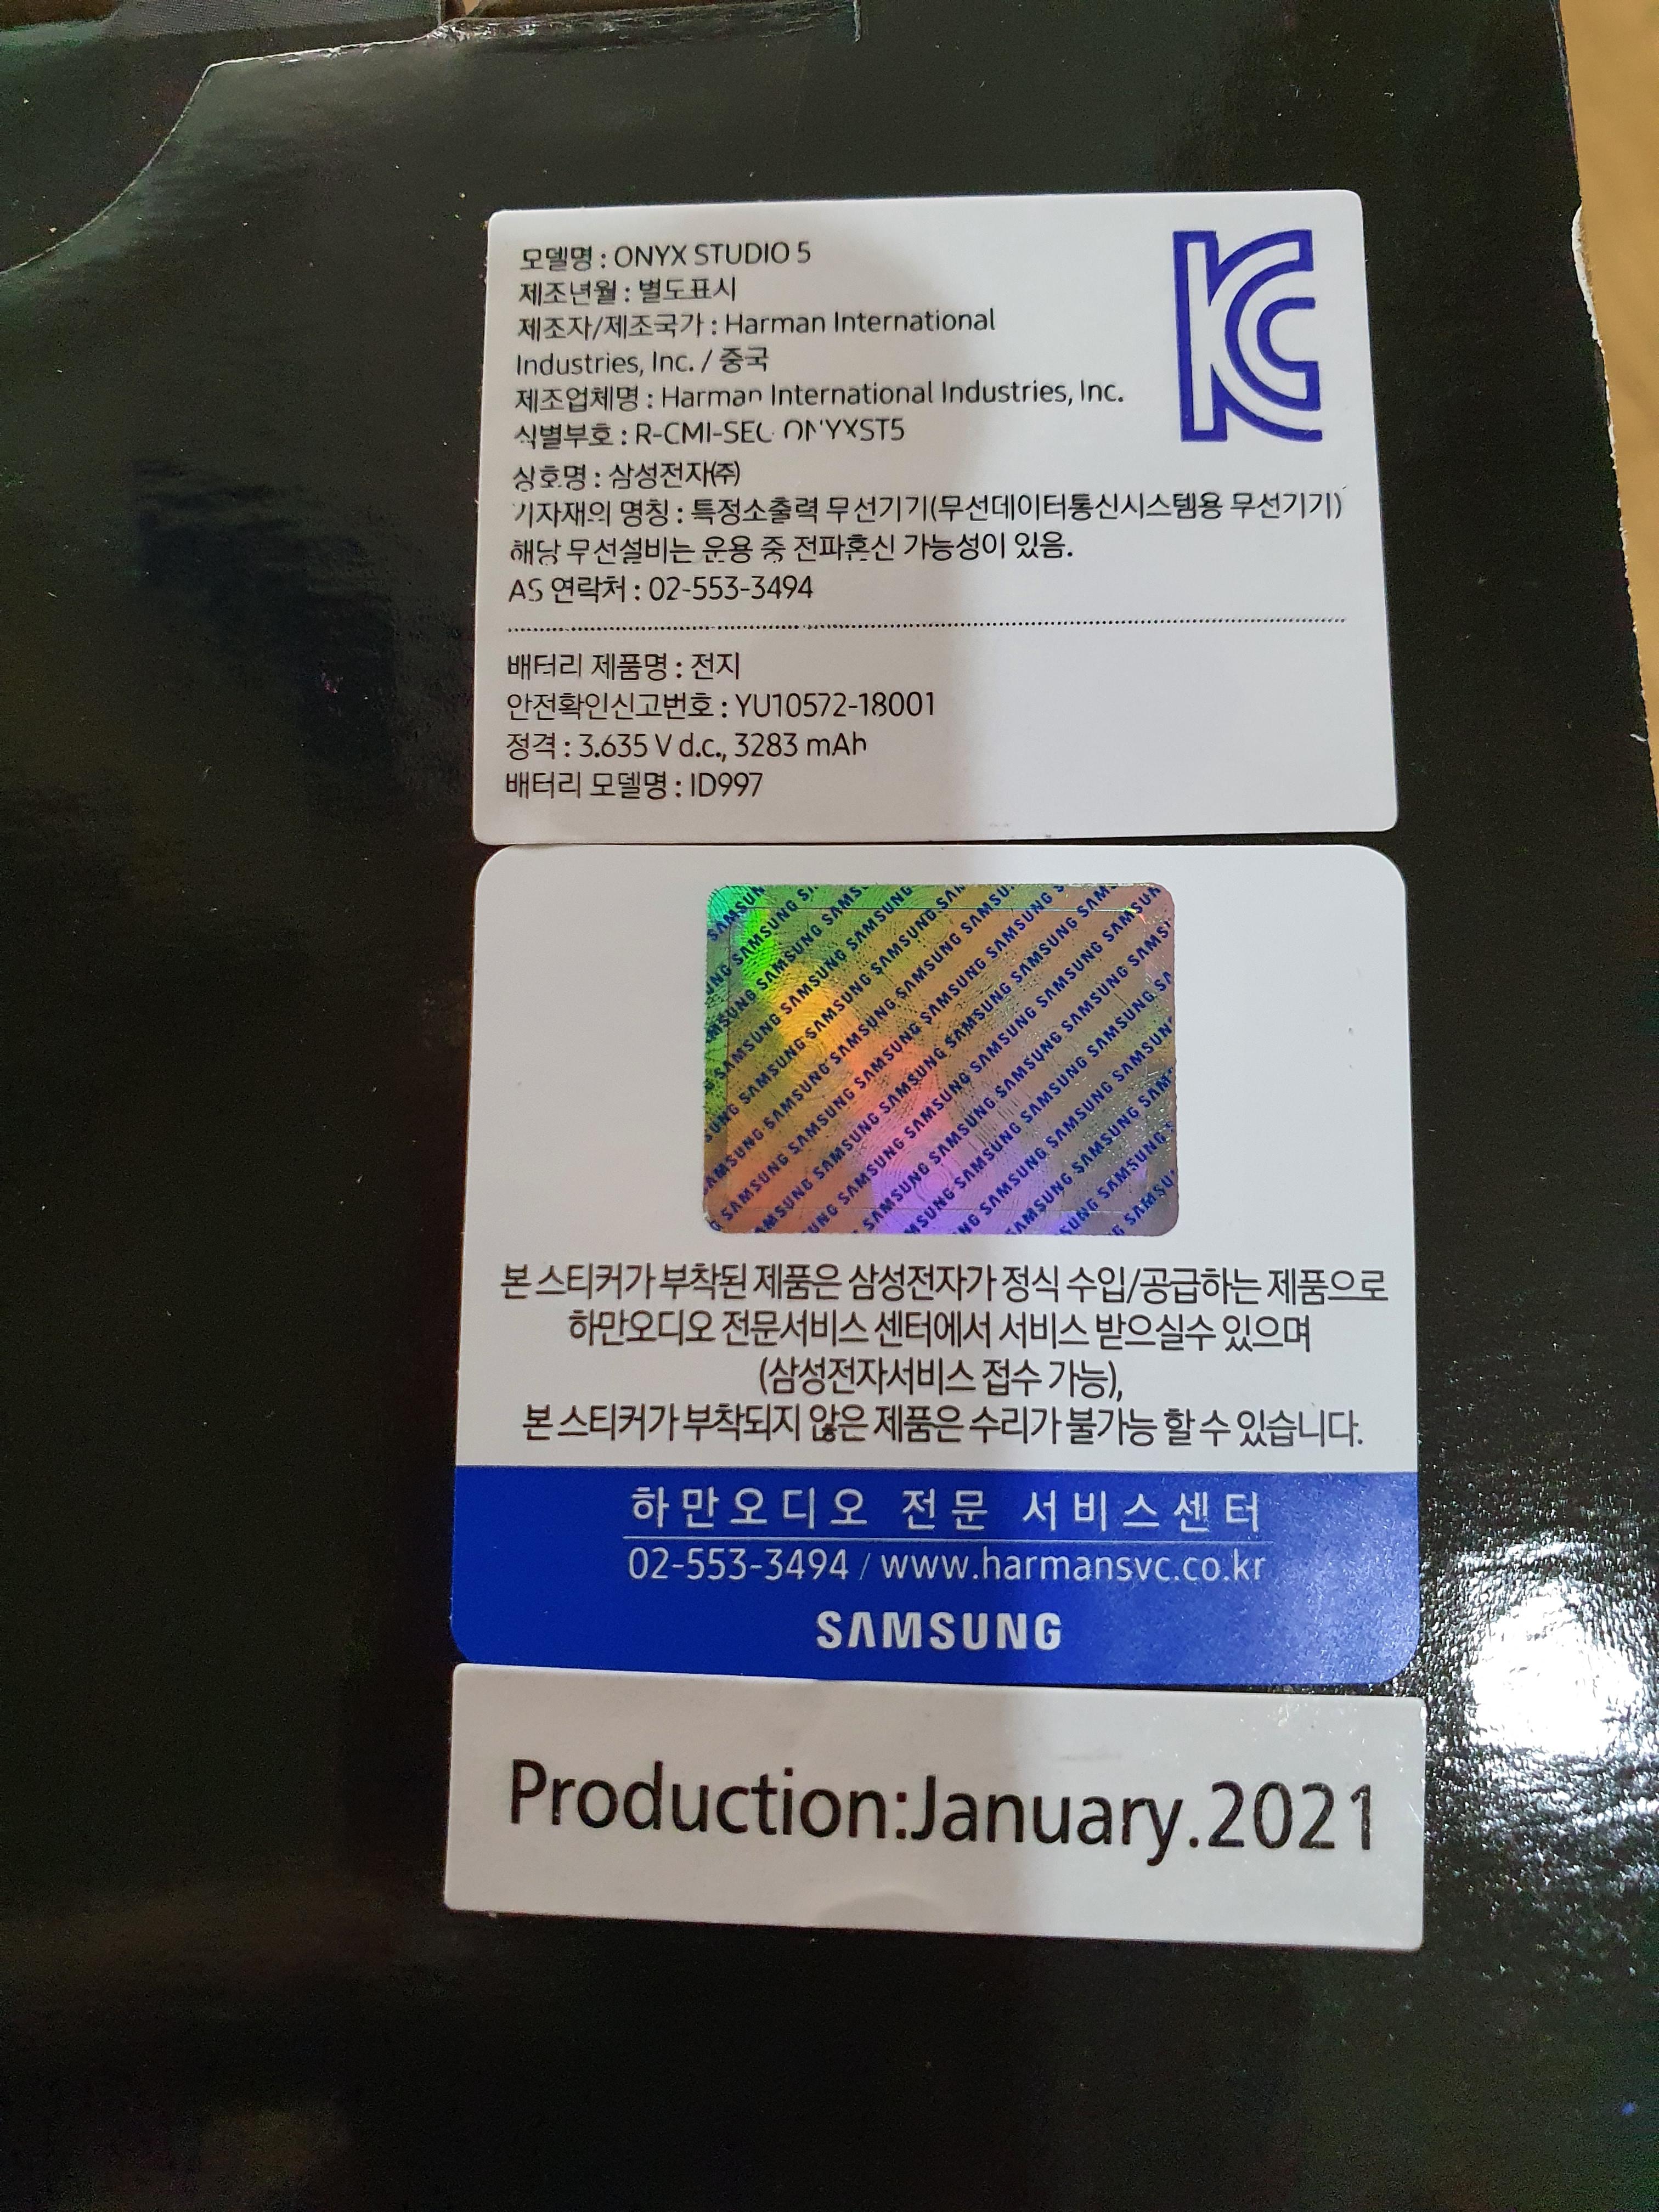 모델명 : ONYX STUDIO 5
제조년월 : 별도표시
제조자/제조국가 : Harman International
Industries, Inc. / 중국
제조업체명 : Harman International Industries, Inc.
식별부호 : R-CMI-SEC-ONYXST5
상호명 : 삼성전자㈜
기자재의 명칭 : 특정소출력 무선기기(무선데이터통신시스템용 무선기기)
해당 무선설비는 운용 중 전파혼신 가능성이 있음.
AS 연락처 : 02-553-3494
배터리 제품명 : 전지
안전확인신고번호 : YU10572-18001
정격 : 3.635 V d.c., 3283 mAh
배터리 모델명 : ID997
SAMSUNG
본 스티커가 부착된 제품은 삼성전자가 정식 수입/공급하는 제품으로
하만오디오 전문서비스 센터에서 서비스 받으실수 있으며
(삼성전자서비스 접수 가능),
본 스티커가 부착되지 않은 제품은 수리가 불가능 할 수 있습니다.
하만오디오 전문 서비스센터
02-553-3494 / www.harmansvc.co.kr
SAMSUNG
Production:January.2021